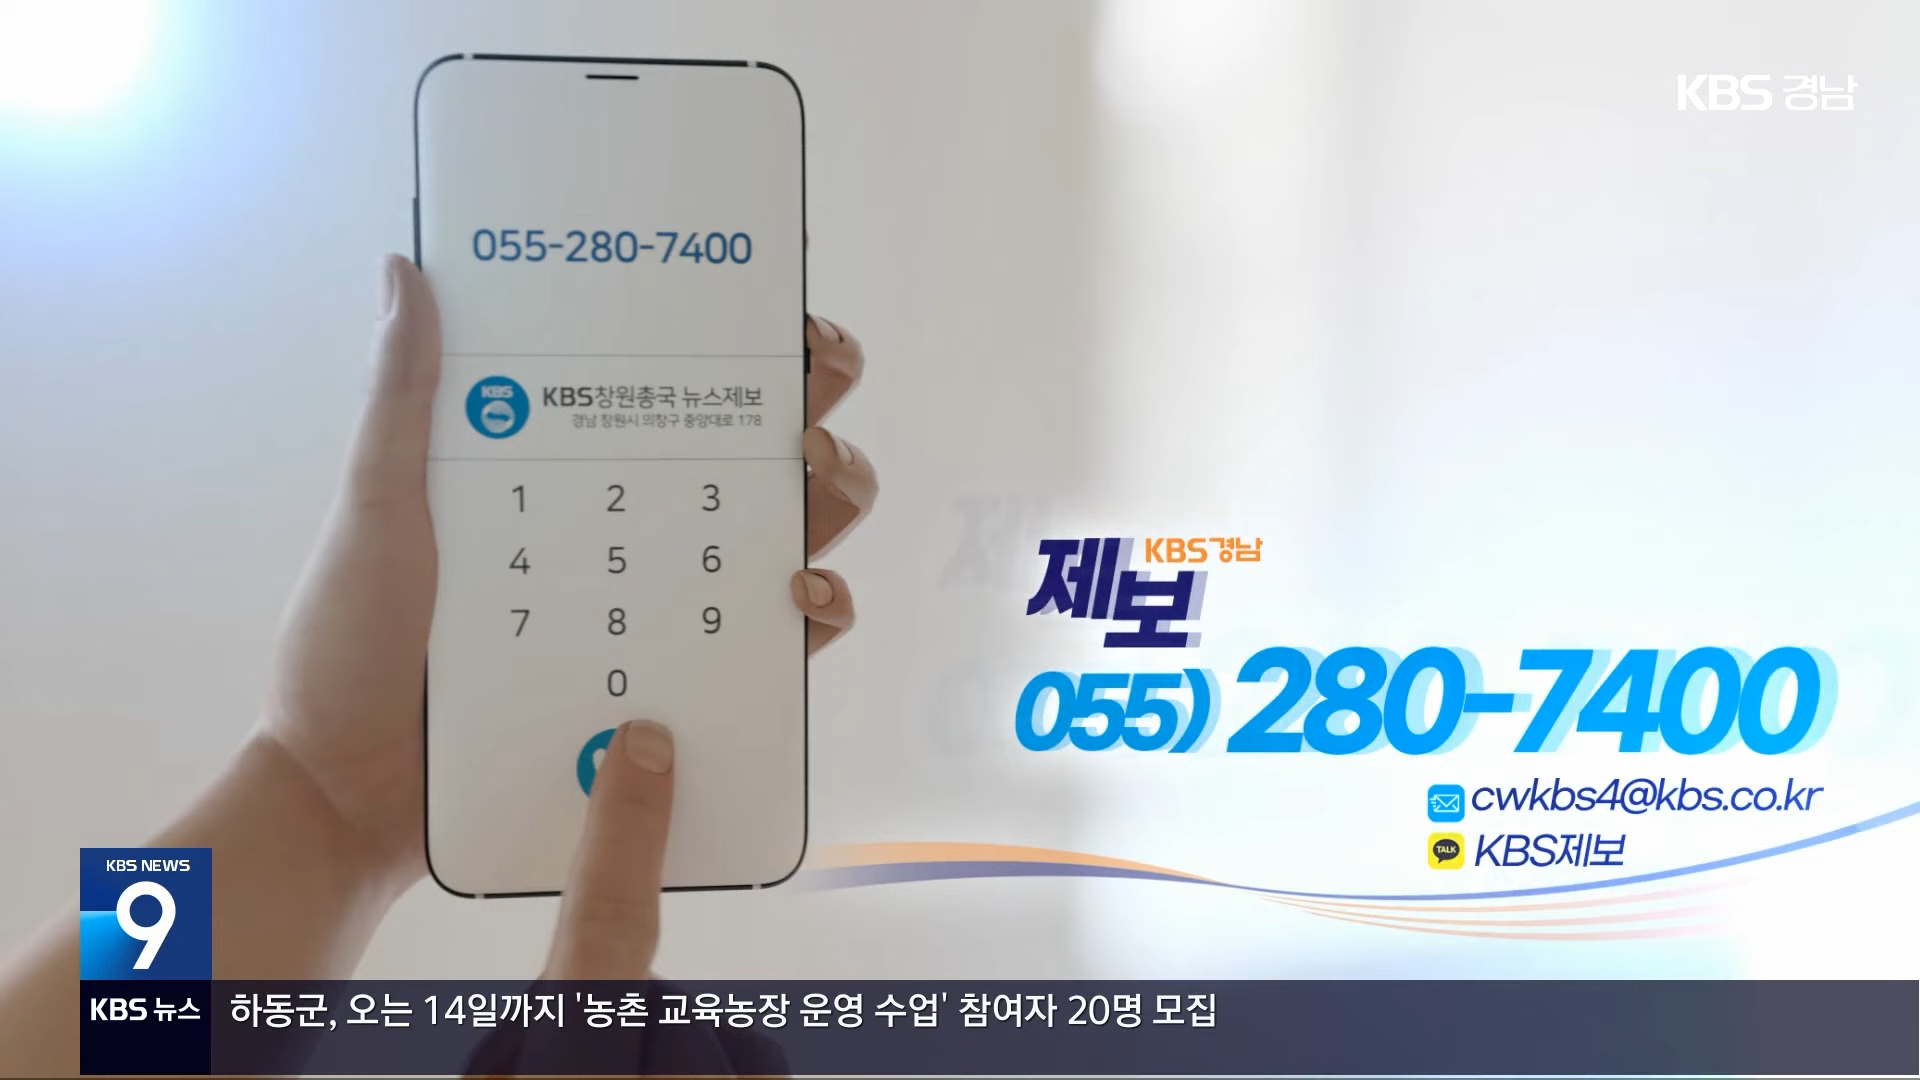 KBS 경남
055-280-7400
KBS
KBS창원총국 뉴스제보
경남 창원시 의창구 중앙대로 178
1 2 3
4 5 6
7 8 9
0
제보 KBS경남
055) 280-7400
cwkbs4@kbs.co.kr
TALK KBS제보
KBS NEWS
9
KBS 뉴스
하동군, 오는 14일까지 '농촌 교육농장 운영 수업' 참여자 20명 모집